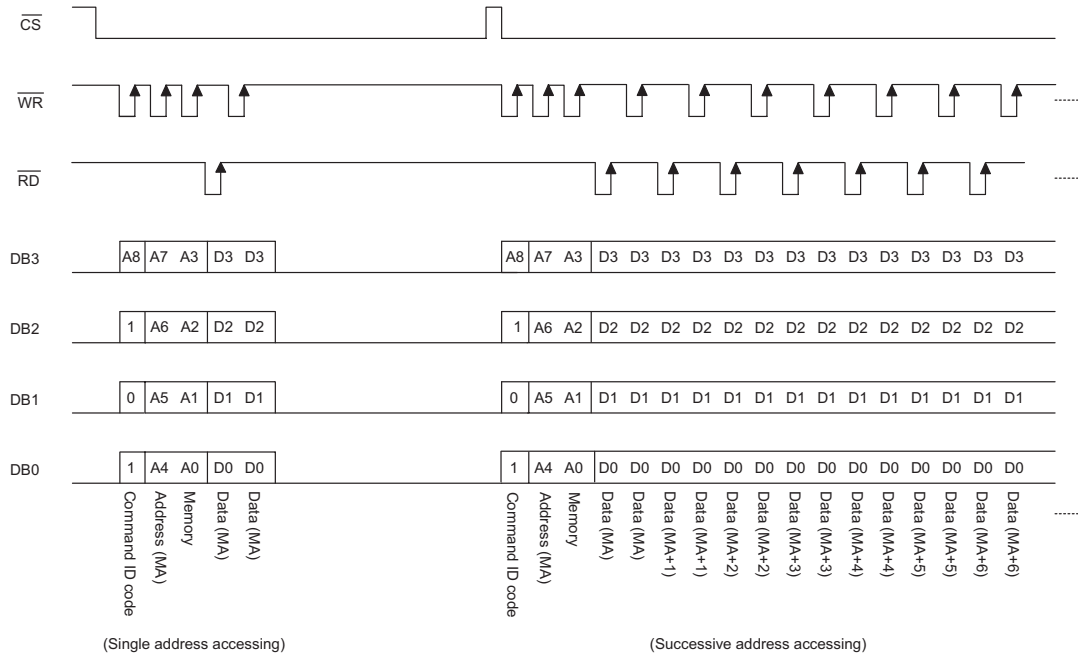 CS
WR
RD
DB3 A8 A7 A3 D3 D3 A8 A7 A3 D3 D3 D3 D3 D3 D3 D3 D3 D3 D3 D3 D3 D3 D3
DB2 1 A6 A2 D2 D2 1 A6 A2 D2 D2 D2 D2 D2 D2 D2 D2 D2 D2 D2 D2 D2 D2
DB1 0 A5 A1 D1 D1 0 A5 A1 D1 D1 D1 D1 D1 D1 D1 D1 D1 D1 D1 D1 D1 D1
DB0 1 A4 A0 D0 D0 1 A4 A0 D0 D0 D0 D0 D0 D0 D0 D0 D0 D0 D0 D0 D0 D0
Command ID code
Address (MA)
Memory
Data (MA)
Data (MA)
Command ID code
Address (MA)
Memory
Data (MA)
Data (MA)
Data (MA+1)
Data (MA+1)
Data (MA+2)
Data (MA+2)
Data (MA+3)
Data (MA+3)
Data (MA+4)
Data (MA+4)
Data (MA+5)
Data (MA+5)
Data (MA+6)
Data (MA+6)
(Single address accessing)
(Successive address accessing)